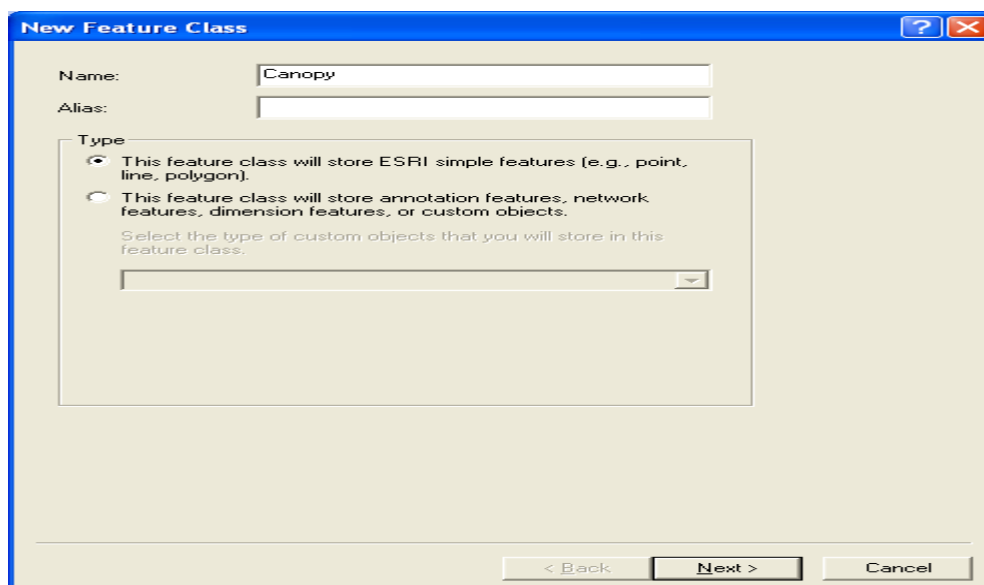 New Feature Class
Name:
Canopy
Alias:
Type
This feature class will store ESRI simple features (e.g., point,
line, polygon).
This feature class will store annotation features, network
features, dimension features, or custom objects.
Select the type of custom objects that you will store in this
feature class.
< Back
Next >
Cancel